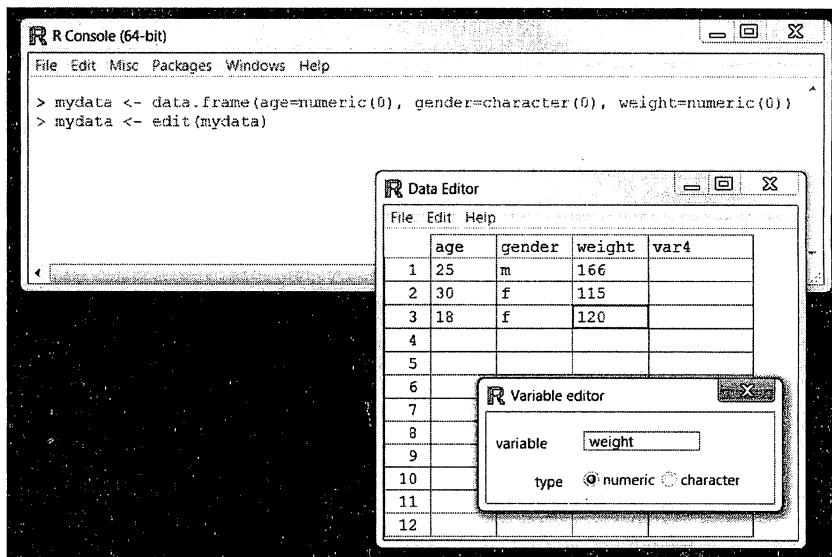 R Console (64-bit)
File Edit Misc Packages Windows Help
> mydata <- data.frame(age=numeric(0), gender=character(0), weight=numeric(0))
> mydata <- edit(mydata)
R Data Editor
File Edit Help
age gender weight var4
1 25 m 166
2 30 f 115
3 18 f 120
4
5
6
7
8
9
10
11
12
R Variable editor
variable weight
type numeric character